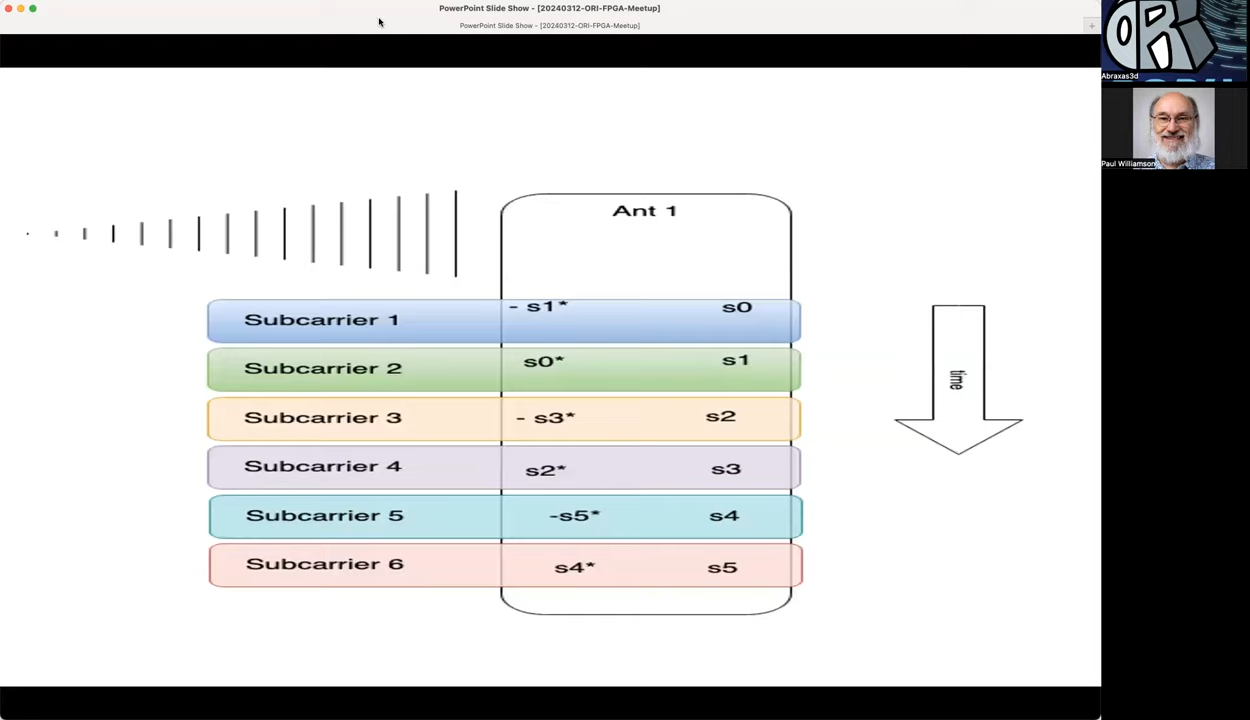 PowerPoint Slide Show - [20240312-ORI-FPGA-Meetup]
PowerPoint Slide Show - [20240312-ORI-FPGA-Meetup]
+
ORI
Abraxas3d
Paul Williamson
Ant 1
Subcarrier 1 - s1* s0
Subcarrier 2 s0* s1
Subcarrier 3 - s3* s2
Subcarrier 4 s2* s3
Subcarrier 5 -s5* s4
Subcarrier 6 s4* s5
time